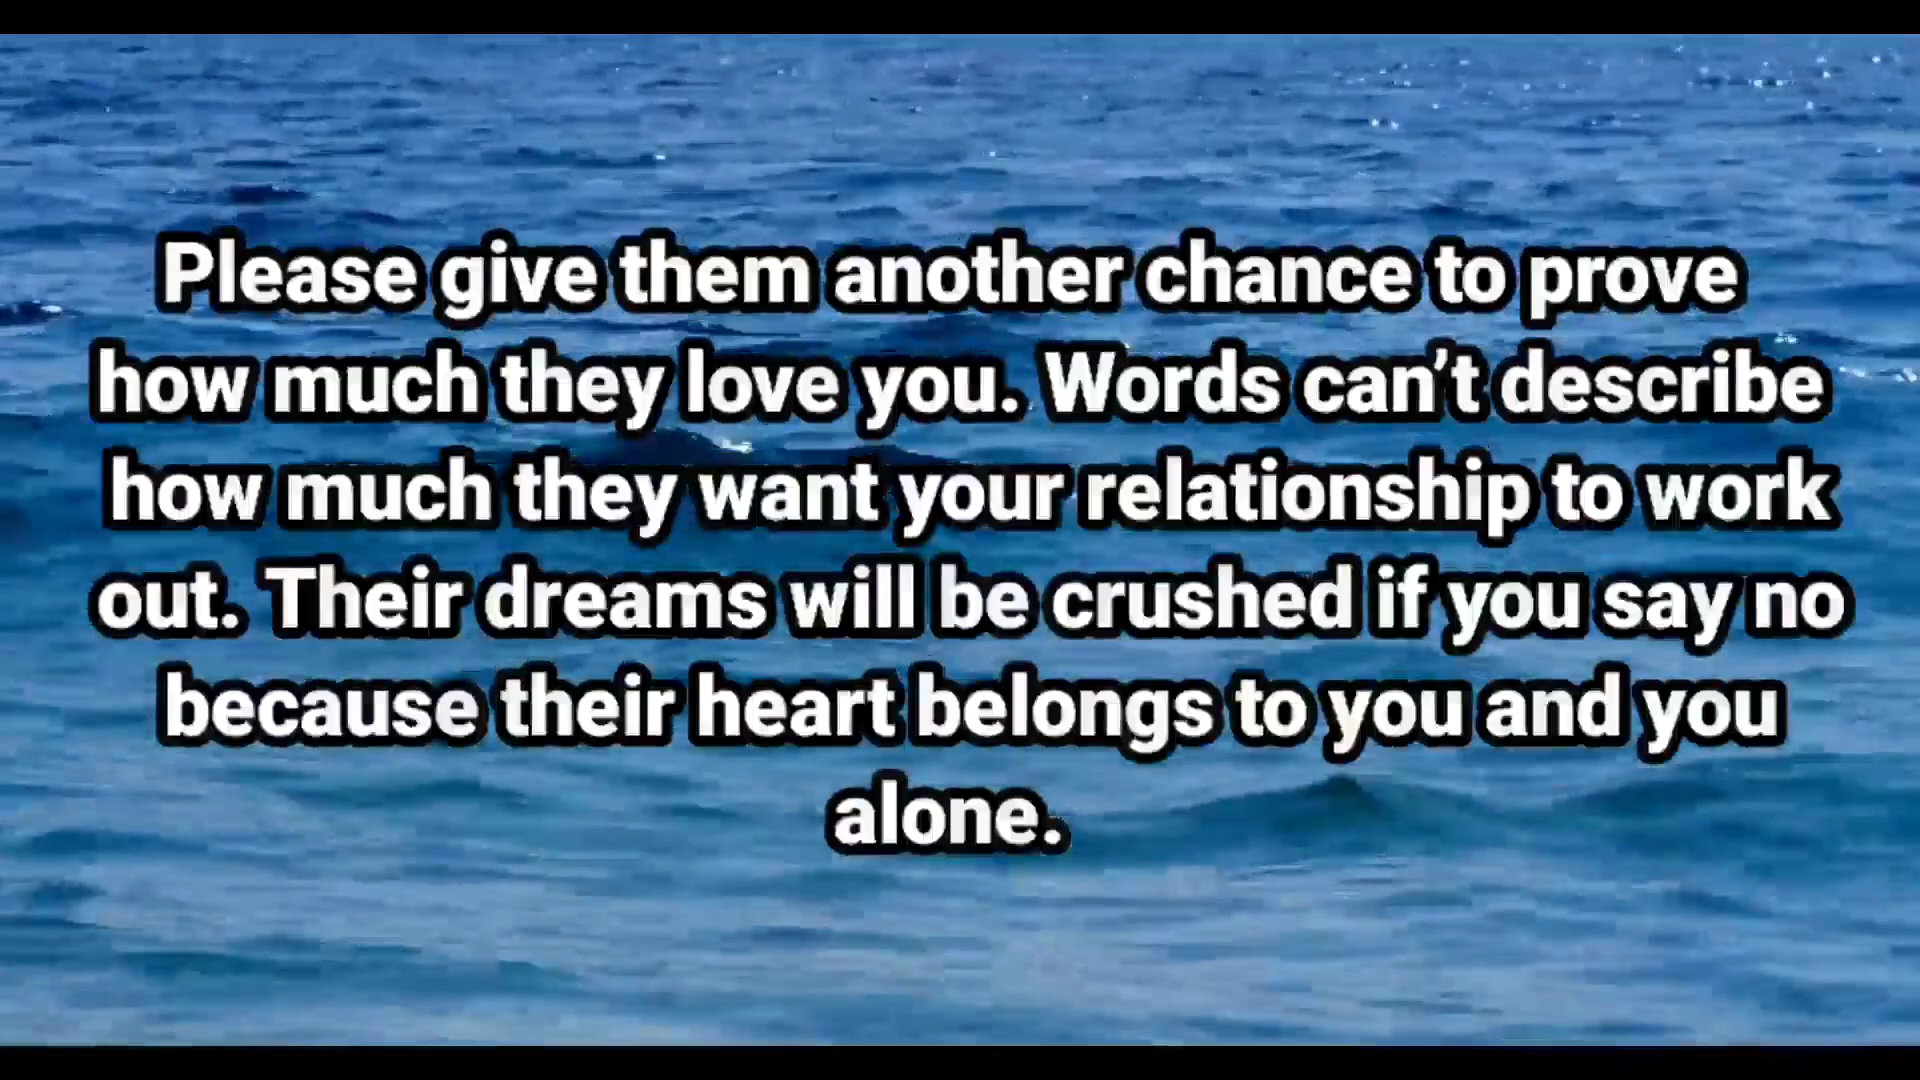 Please give them another chance to prove
how much they love you. Words can’t describe
how much they want your relationship to work
out. Their dreams will be crushed if you say no
because their heart belongs to you and you
alone.